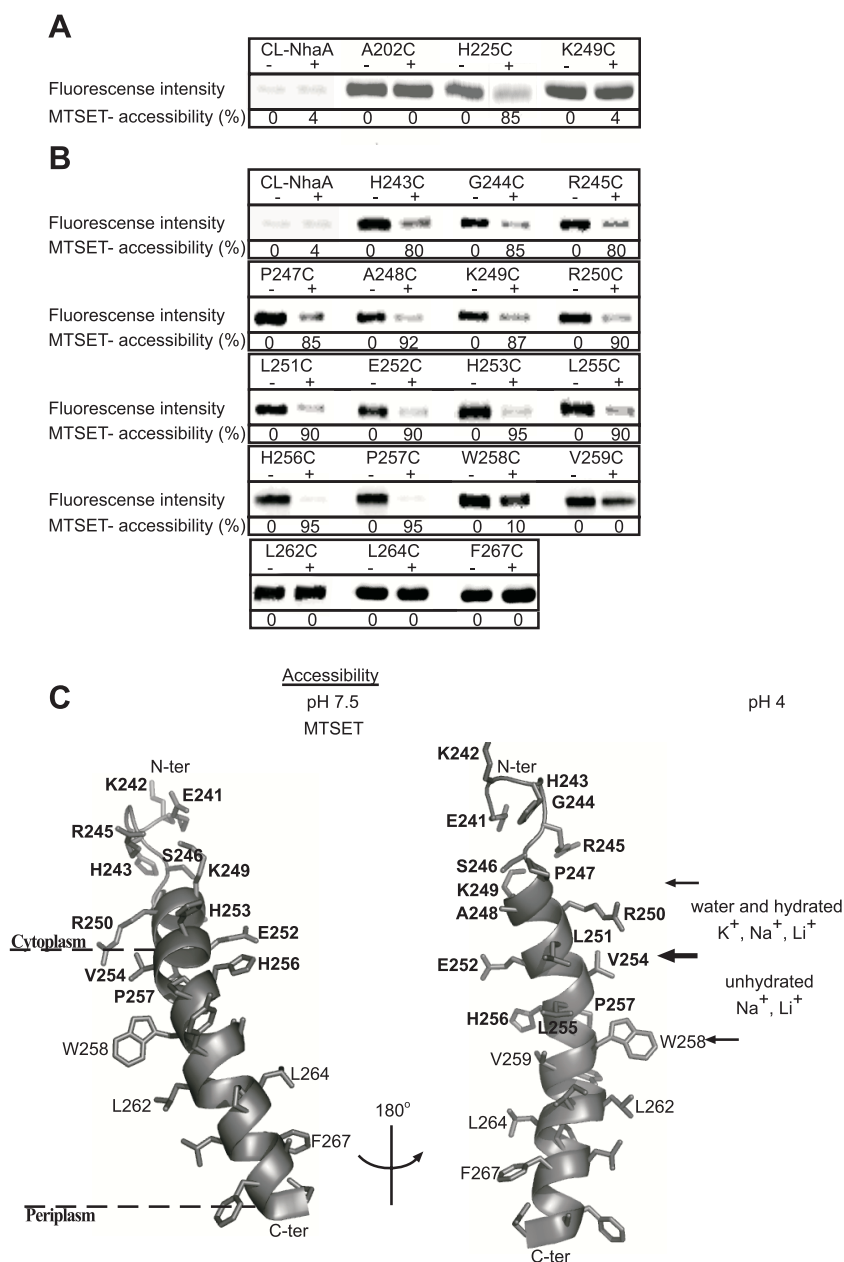 A
CL-NhaA A202C H225C K249C
- + - + - + - +
Fluorescense intensity
MTSET- accessibility (%) 0 4 0 0 0 85 0 4
B
CL-NhaA H243C G244C R245C
- + - + - + - +
Fluorescense intensity
MTSET- accessibility (%) 0 4 0 80 0 85 0 80
P247C A248C K249C R250C
- + - + - + - +
Fluorescense intensity
MTSET- accessibility (%) 0 85 0 92 0 87 0 90
L251C E252C H253C L255C
- + - + - + - +
Fluorescense intensity
MTSET- accessibility (%) 0 90 0 90 0 95 0 90
H256C P257C W258C V259C
- + - + - + - +
Fluorescense intensity
MTSET- accessibility (%) 0 95 0 95 0 10 0 0
L262C L264C F267C
- + - + - +
0 0 0 0 0 0
C
Accessibility
pH 7.5
MTSET
pH 4
N-ter
K242
E241
R245
S246
H243
K249
R250
H253
E252
Cytoplasm
V254
H256
P257
W258
L264
L262
F267
Periplasm
C-ter
180°
K242
N-ter
H243
G244
E241
R245
S246
P247
K249
A248
R250
L251
E252
V254
H256
P257
L255
W258
V259
L262
L264
F267
C-ter
water and hydrated
K+, Na+, Li+
unhydrated
Na+, Li+